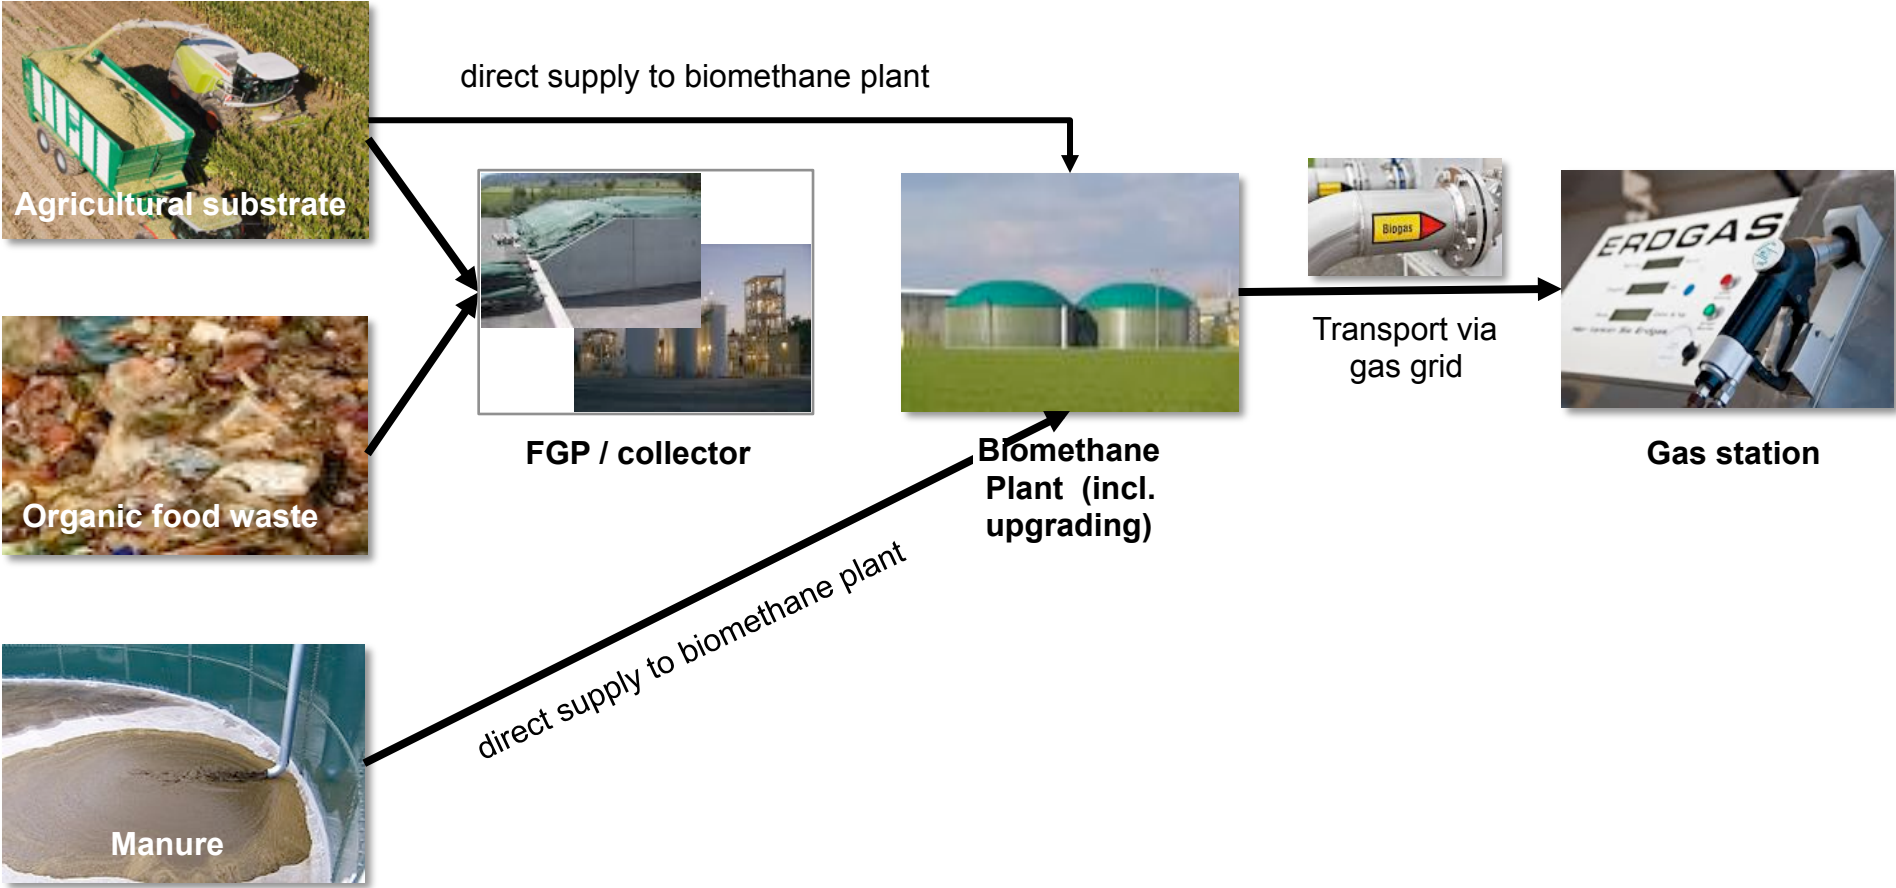 direct supply to biomethane plant
Agricultural substrate
Biogas
ERDGAS
Transport via
gas grid
FGP / collector
Biomethane
Plant (incl.
upgrading)
Gas station
Organic food waste
direct supply to biomethane plant
Manure